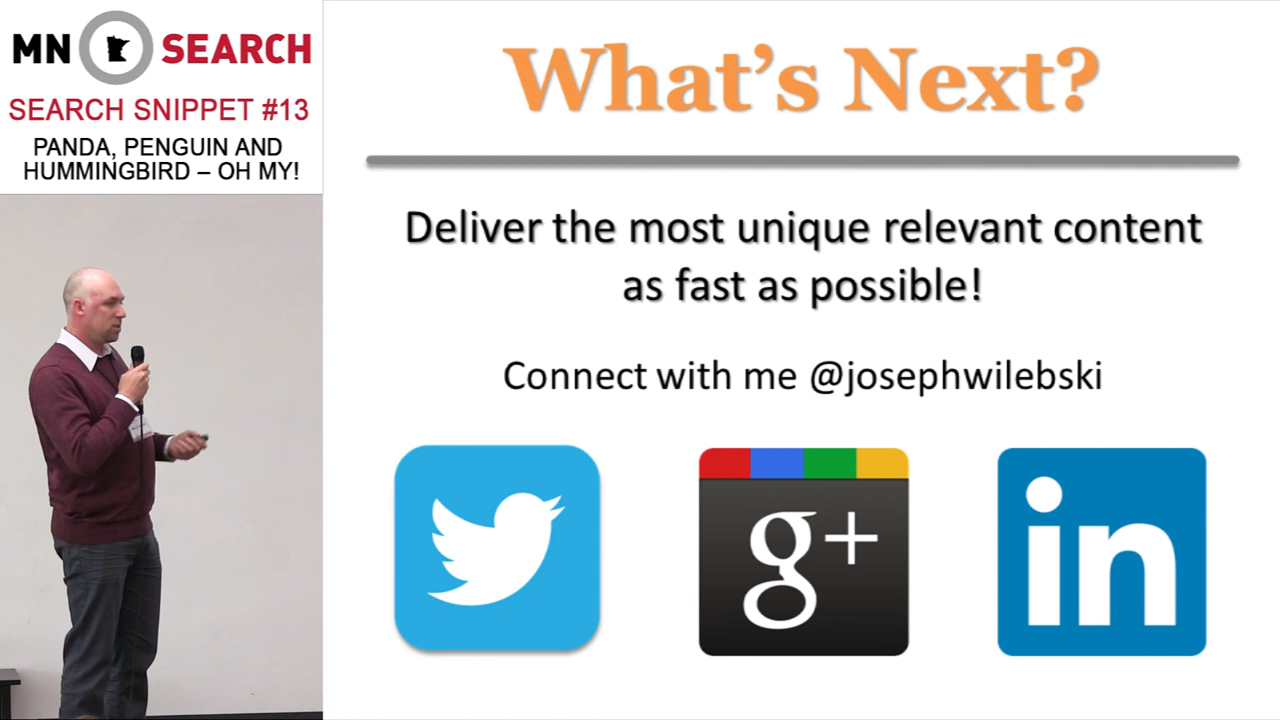 MN SEARCH
SEARCH SNIPPET #13
PANDA, PENGUIN AND
HUMMINGBIRD – OH MY!
What's Next?
Deliver the most unique relevant content
as fast as possible!
Connect with me @josephwilebski
g+
in